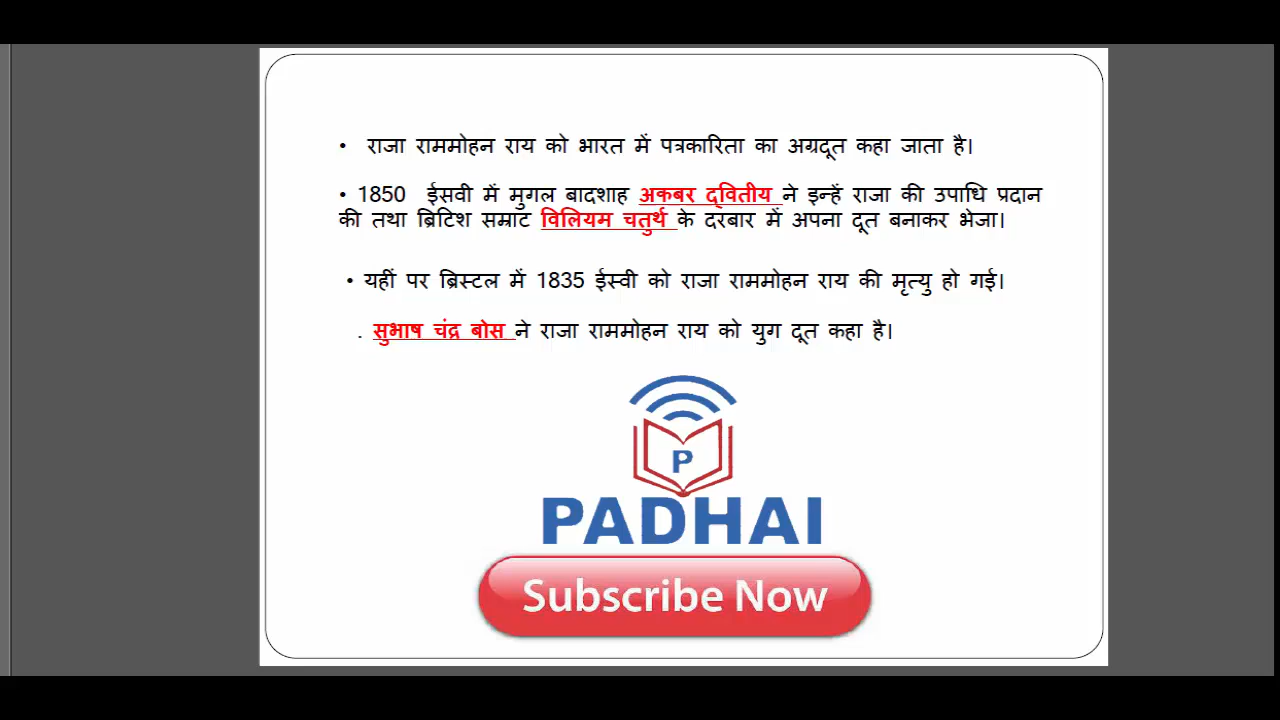 • राजा राममोहन राय को भारत में पत्रकारिता का अग्रदूत कहा जाता है।
• 1850 ईसवी में मुगल बादशाह अकबर द्वितीय ने इन्हें राजा की उपाधि प्रदान
की तथा ब्रिटिश सम्राट विलियम चतुर्थ के दरबार में अपना दूत बनाकर भेजा।
• यहीं पर ब्रिस्टल में 1835 ईस्वी को राजा राममोहन राय की मृत्यु हो गई।
. सुभाष चंद्र बोस ने राजा राममोहन राय को युग दूत कहा है।
P
PADHAI
Subscribe Now